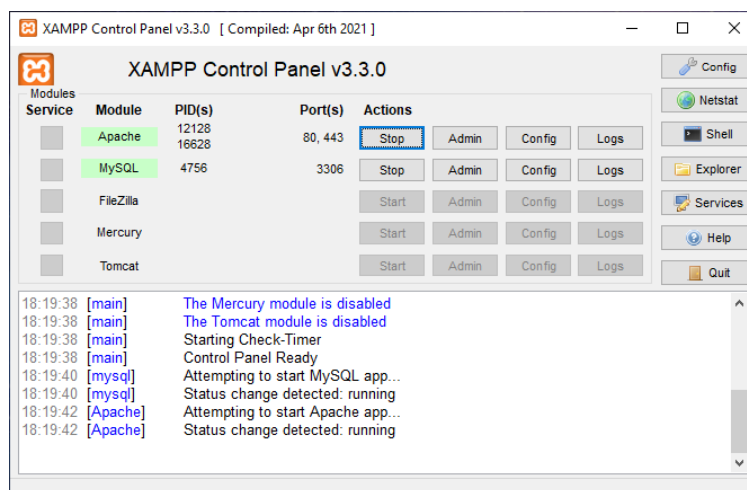 XAMPP Control Panel v3.3.0 [ Compiled: Apr 6th 2021 ]
XAMPP Control Panel v3.3.0
Config
Modules
Service Module PID(s) Port(s) Actions
Netstat
Apache 12128 16628 80, 443 Stop Admin Config Logs
Shell
MySQL 4756 3306 Stop Admin Config Logs
Explorer
FileZilla Start Admin Config Logs
Services
Mercury Start Admin Config Logs
Help
Tomcat Start Admin Config Logs
Quit
18:19:38 [main] The Mercury module is disabled
18:19:38 [main] The Tomcat module is disabled
18:19:38 [main] Starting Check-Timer
18:19:38 [main] Control Panel Ready
18:19:40 [mysql] Attempting to start MySQL app...
18:19:40 [mysql] Status change detected: running
18:19:42 [Apache] Attempting to start Apache app...
18:19:42 [Apache] Status change detected: running